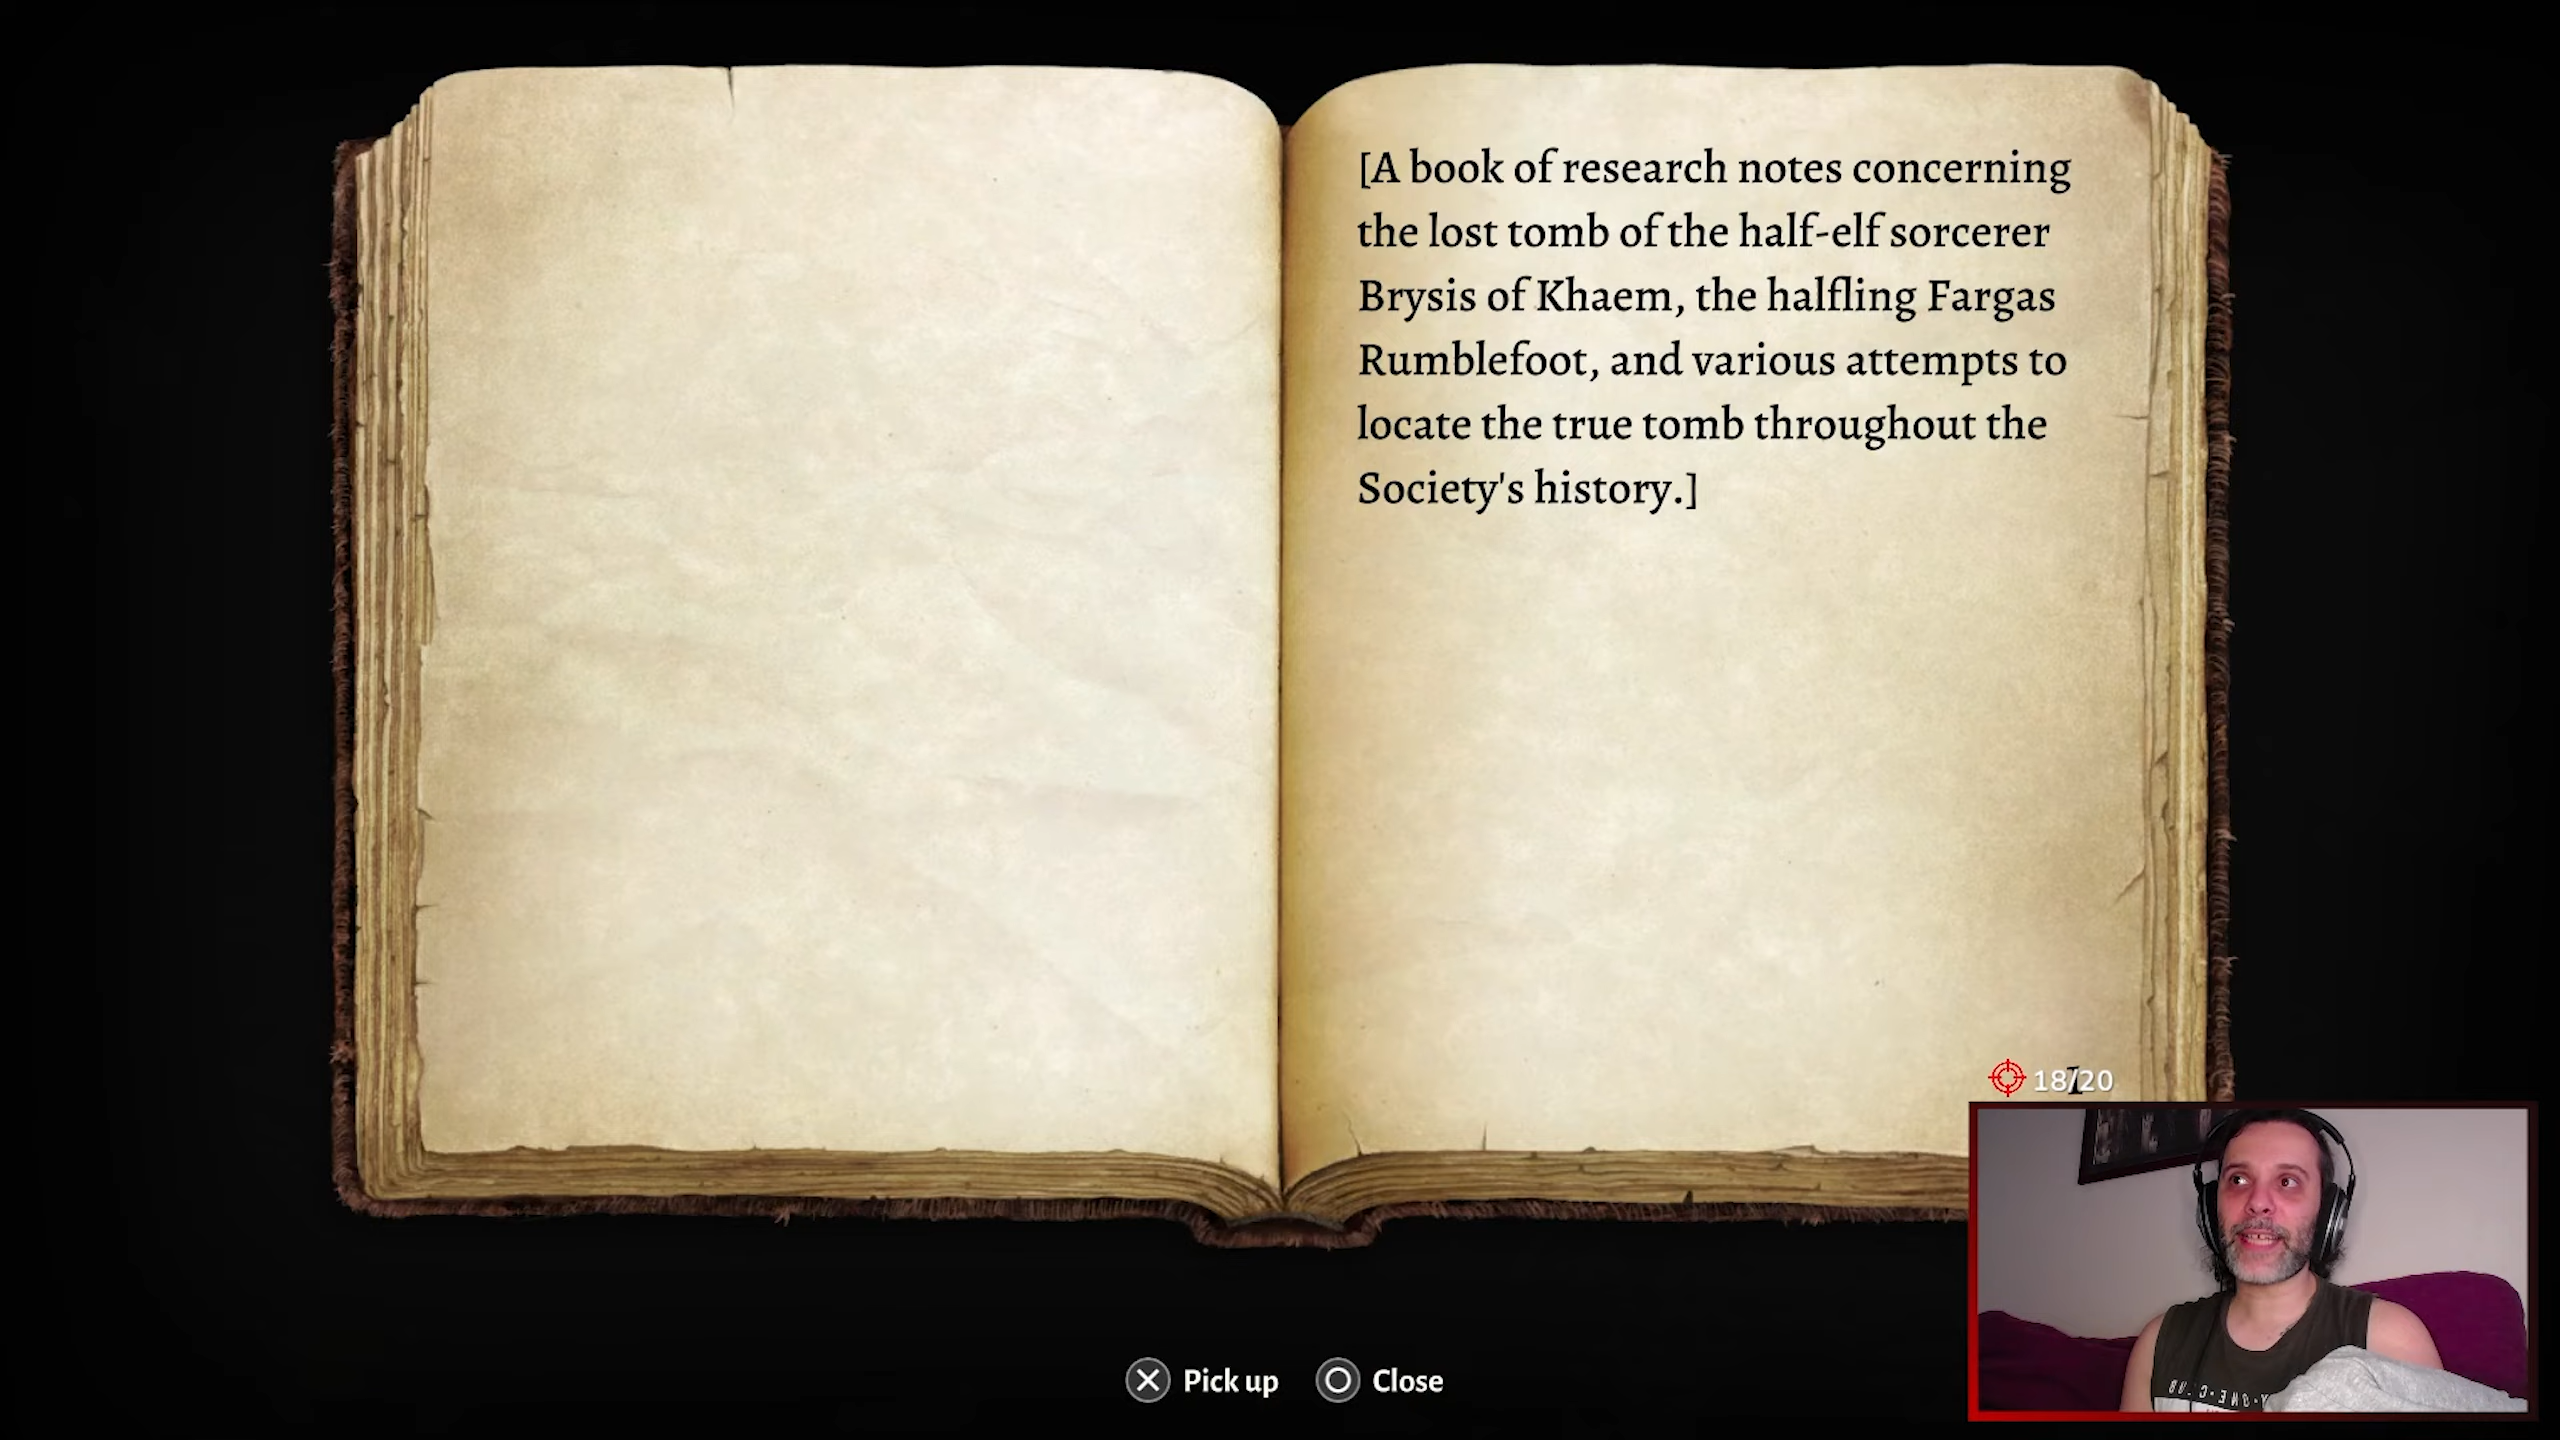 [A book of research notes concerning
the lost tomb of the half-elf sorcerer
Brysis of Khaem, the halfling Fargas
Rumblefoot, and various attempts to
locate the true tomb throughout the
Society's history.]
18/20
Pick up
Close